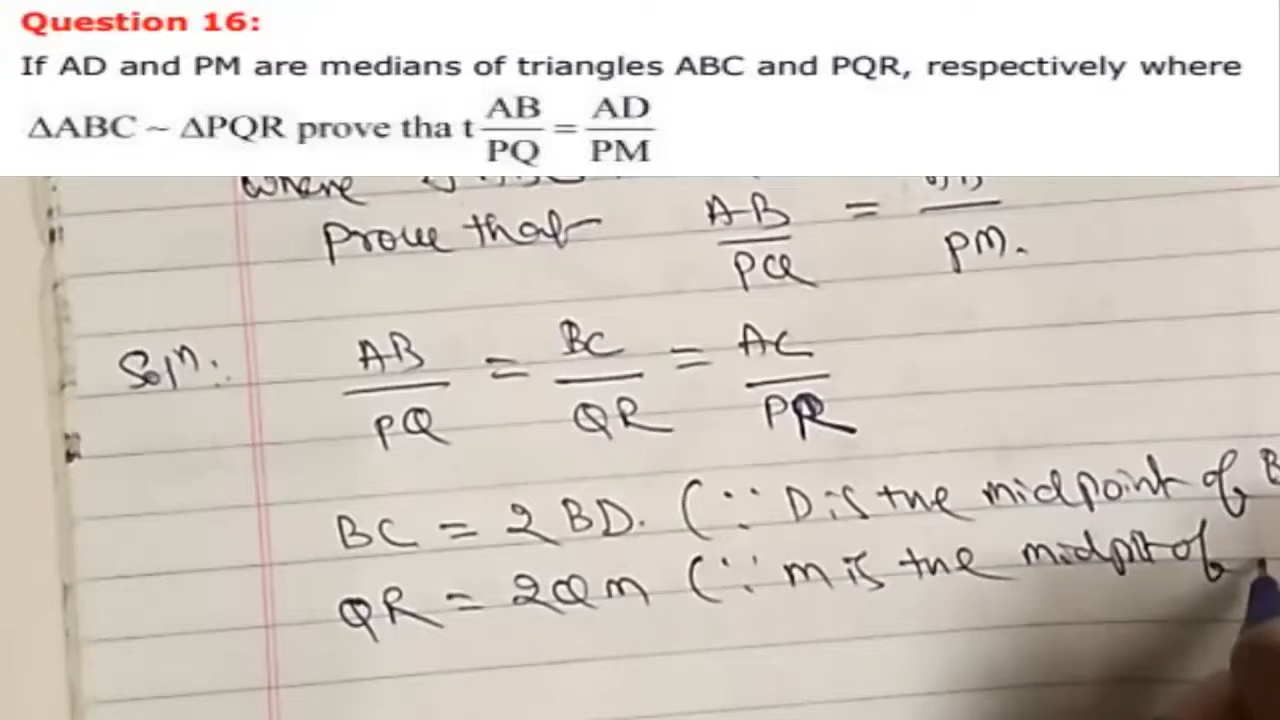 Question 16:
If AD and PM are medians of triangles ABC and PQR, respectively where
ΔABC ~ ΔPQR prove tha t AB/PQ = AD/PM
where
prove that AB/PQ = /PM.
Solⁿ: AB/PQ = BC/QR = AC/PR
BC = 2BD. (∵ D is the midpoint of B
QR = 2QM (∵ M is the midpit of